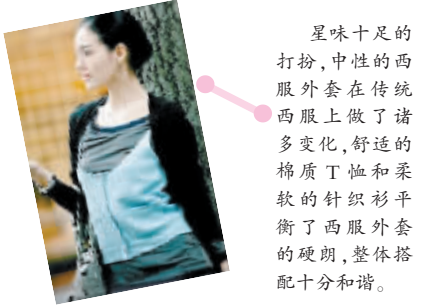 星味十足的
打扮,中性的西
服外套在传统
西服上做了诸
多变化,舒适的
棉质T恤和柔
软的针织衫平
衡了西服外套
的硬朗,整体搭
配十分和谐。